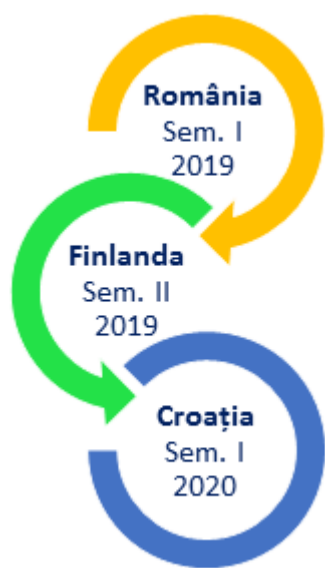 România
Sem. I
2019
Finlanda
Sem. II
2019
Croația
Sem. I
2020